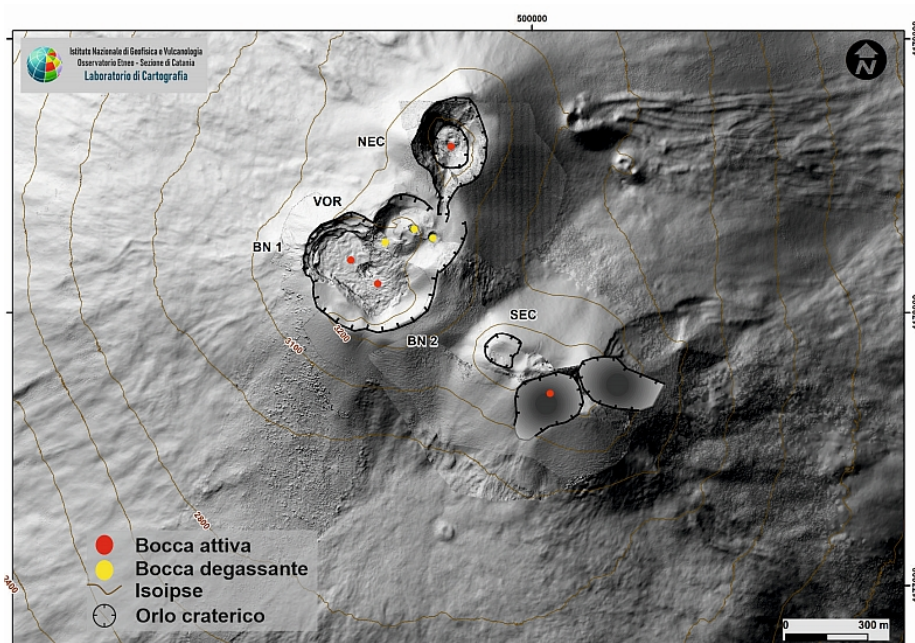 500000
Istituto Nazionale di Geofisica e Vulcanologia
Osservatorio Etneo - Sezione di Catania
Laboratorio di Cartografia
N
NEC
VOR
BN 1
SEC
BN 2
3200
3100
2800
2400
Bocca attiva
Bocca degassante
Isoipse
Orlo craterico
0 300 m